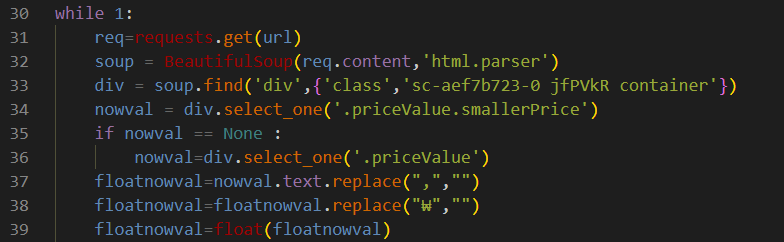 30 while 1:
31     req=requests.get(url)
32     soup = BeautifulSoup(req.content,'html.parser')
33     div = soup.find('div',{'class','sc-aef7b723-0 jfPVkR container'})
34     nowval = div.select_one('.priceValue.smallerPrice')
35     if nowval == None :
36         nowval=div.select_one('.priceValue')
37     floatnowval=nowval.text.replace(",","")
38     floatnowval=floatnowval.replace("₩","")
39     floatnowval=float(floatnowval)